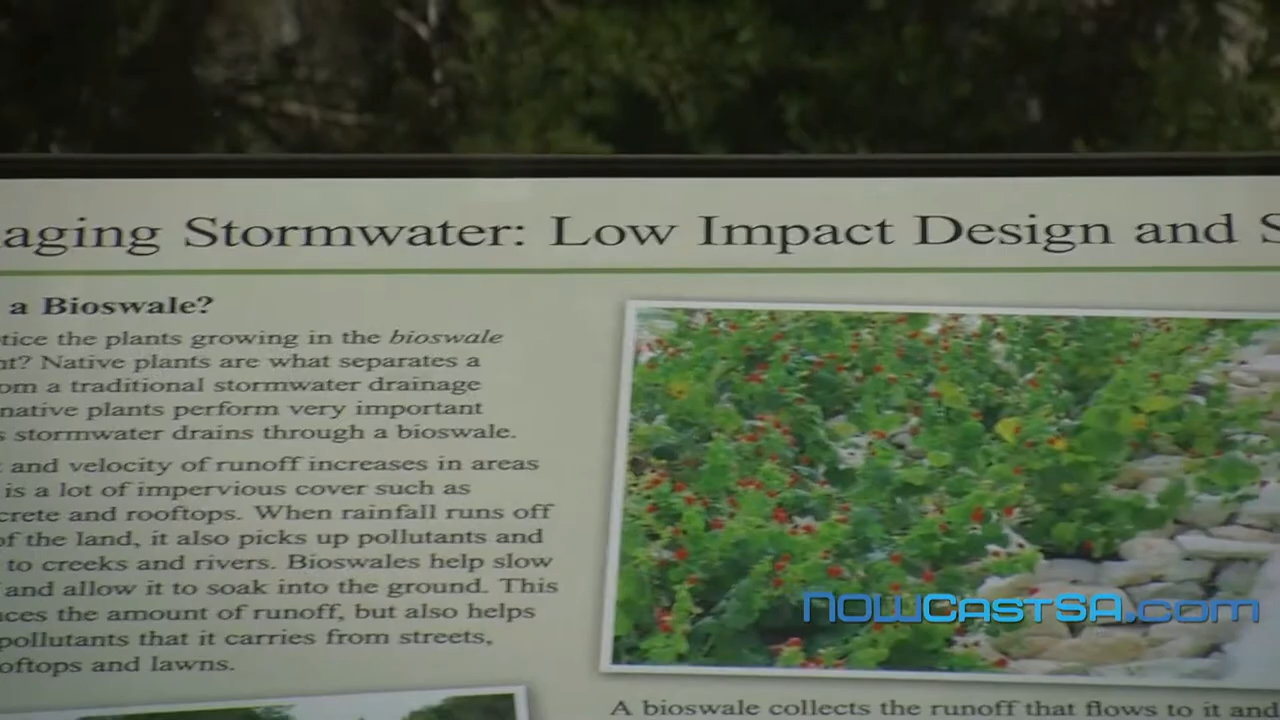 aging Stormwater: Low Impact Design and S
a Bioswale?
tice the plants growing in the bioswale
nt? Native plants are what separates a
om a traditional stormwater drainage
native plants perform very important
s stormwater drains through a bioswale.
and velocity of runoff increases in areas
is a lot of impervious cover such as
crete and rooftops. When rainfall runs off
of the land, it also picks up pollutants and
to creeks and rivers. Bioswales help slow
and allow it to soak into the ground. This
ces the amount of runoff, but also helps
pollutants that it carries from streets,
oftops and lawns.
NOWCastSA.com
A bioswale collects the runoff that flows to it and